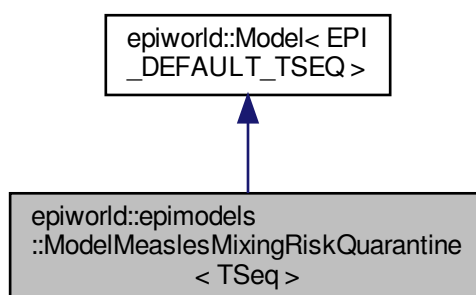 epiworld::Model< EPI
_DEFAULT_TSEQ >
epiworld::epimodels
::ModelMeaslesMixingRiskQuarantine
< TSeq >